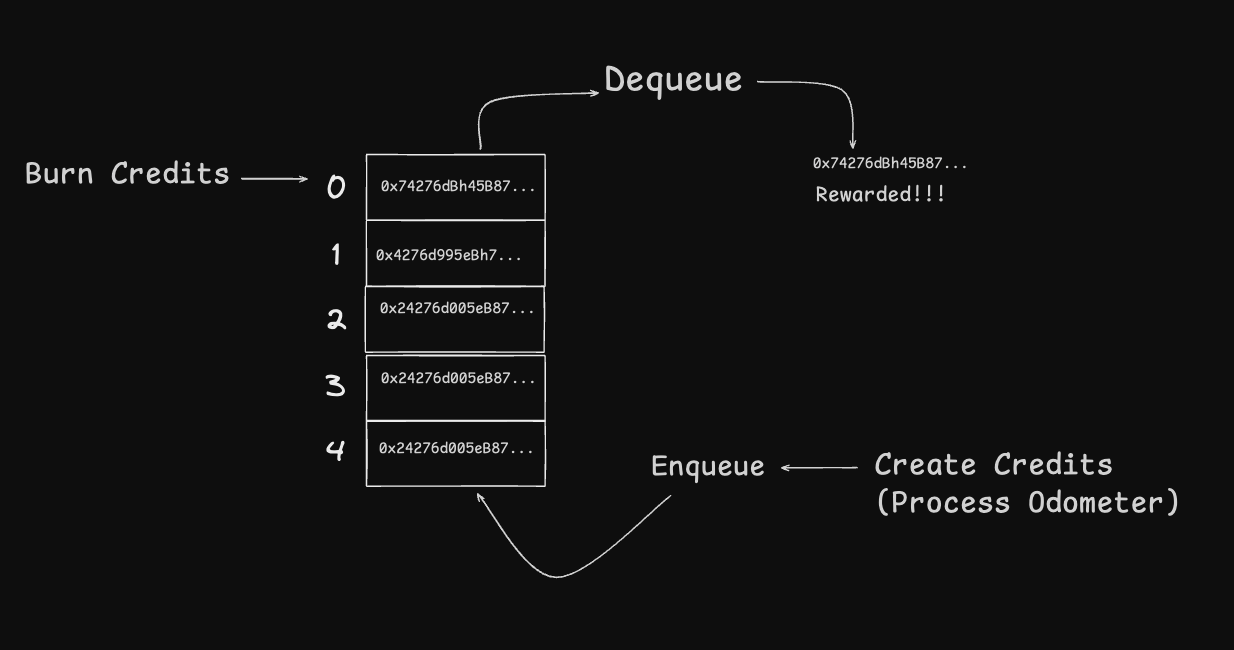 Dequeue
0x74276dBh45B87...
Rewarded!!!
Burn Credits
0
0x74276dBh45B87...
1
0x4276d995eBh7...
2
0x24276d005eB87...
3
0x24276d005eB87...
4
0x24276d005eB87...
Enqueue
Create Credits
(Process Odometer)